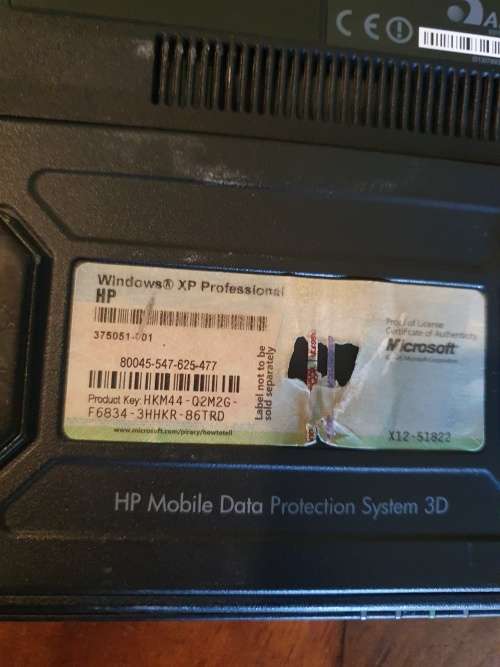 Windows® XP Professional
HP
375051-001
80045-547-625-477
Product Key: HKM44-Q2M2G-
F6834-3HHKR-86TRD
www.microsoft.com/piracy/howtotell
Label not to be
sold separately
Proof of License
Certificate of Authenticity
Microsoft
X12-51822
HP Mobile Data Protection System 3D